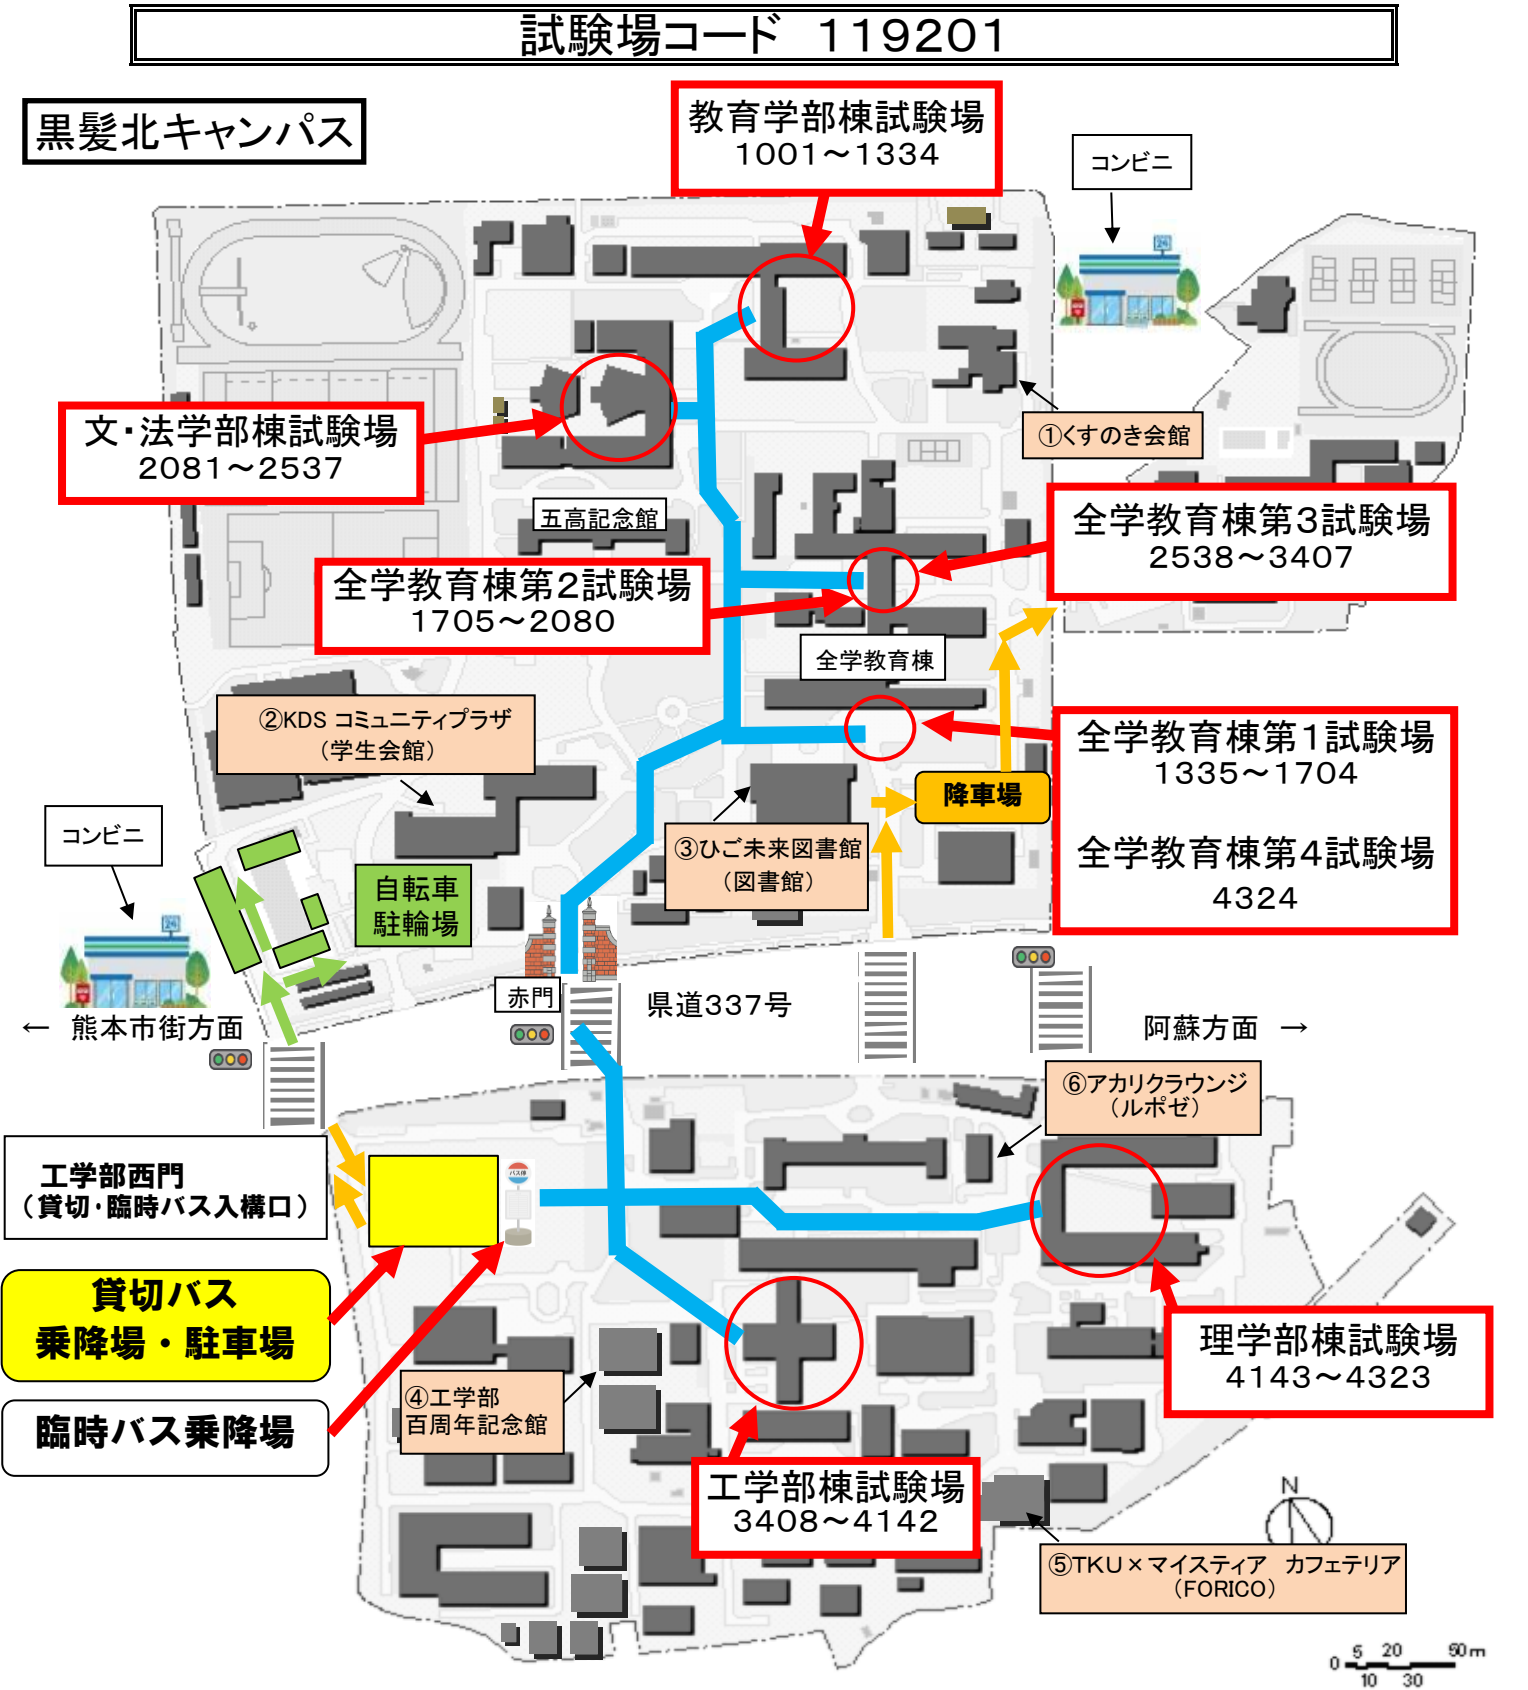 試験場コード　119201
黒髪北キャンパス
教育学部棟試験場
1001～1334
コンビニ
24
文・法学部棟試験場
2081～2537
①くすのき会館
五高記念館
全学教育棟第3試験場
2538～3407
全学教育棟第2試験場
1705～2080
全学教育棟
②KDS コミュニティプラザ
（学生会館）
全学教育棟第1試験場
1335～1704
全学教育棟第4試験場
4324
降車場
コンビニ
24
③ひご未来図書館
（図書館）
自転車
駐輪場
赤門
県道337号
← 熊本市街方面
阿蘇方面 →
⑥アカリクラウンジ
（ルポゼ）
工学部西門
（貸切・臨時バス入構口）
バス停
貸切バス
乗降場・駐車場
臨時バス乗降場
理学部棟試験場
4143～4323
④工学部
百周年記念館
工学部棟試験場
3408～4142
N
⑤TKU×マイスティア　カフェテリア
（FORICO）
0 5 20 50m
10 30